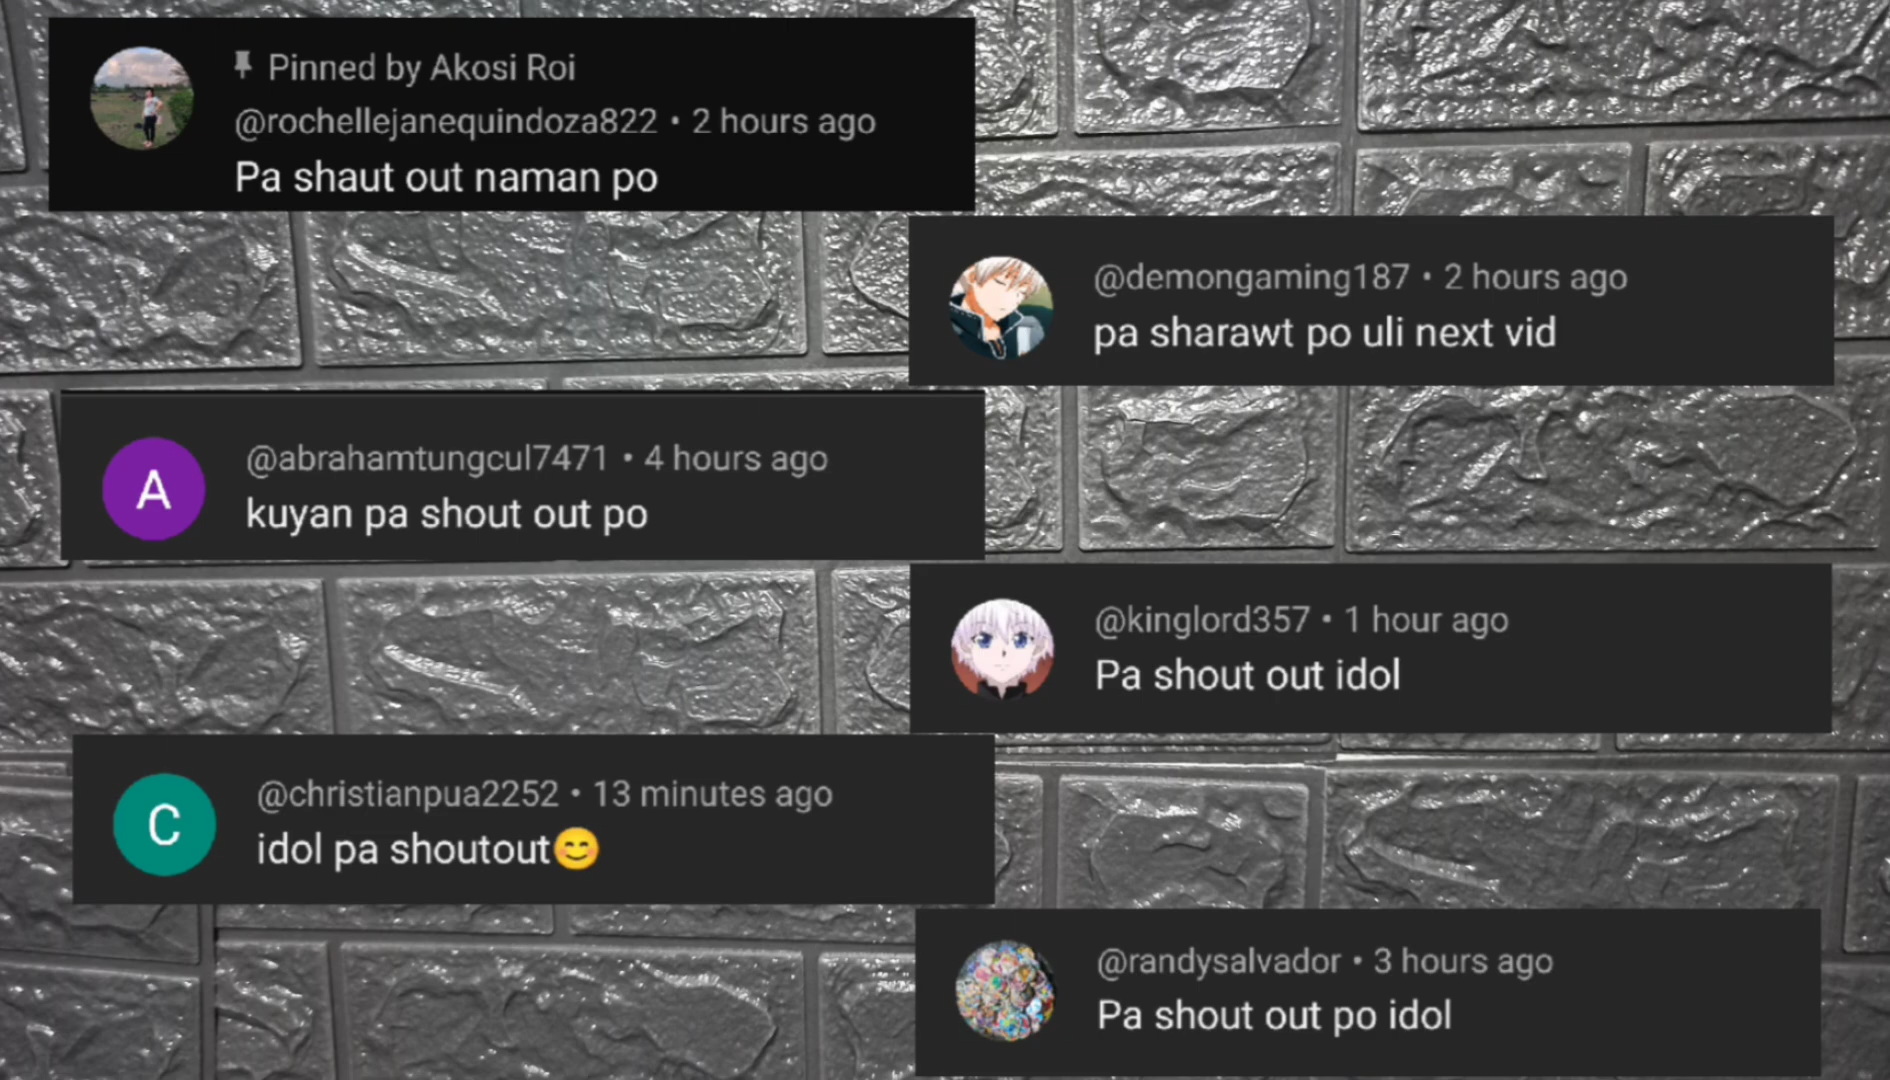 Pinned by Akosi Roi
@rochellejanequindoza822 • 2 hours ago
Pa shaut out naman po
@demongaming187 • 2 hours ago
pa sharawt po uli next vid
A
@abrahamtungcul7471 • 4 hours ago
kuyan pa shout out po
@kinglord357 • 1 hour ago
Pa shout out idol
C
@christianpua2252 • 13 minutes ago
idol pa shoutout😊
@randysalvador • 3 hours ago
Pa shout out po idol